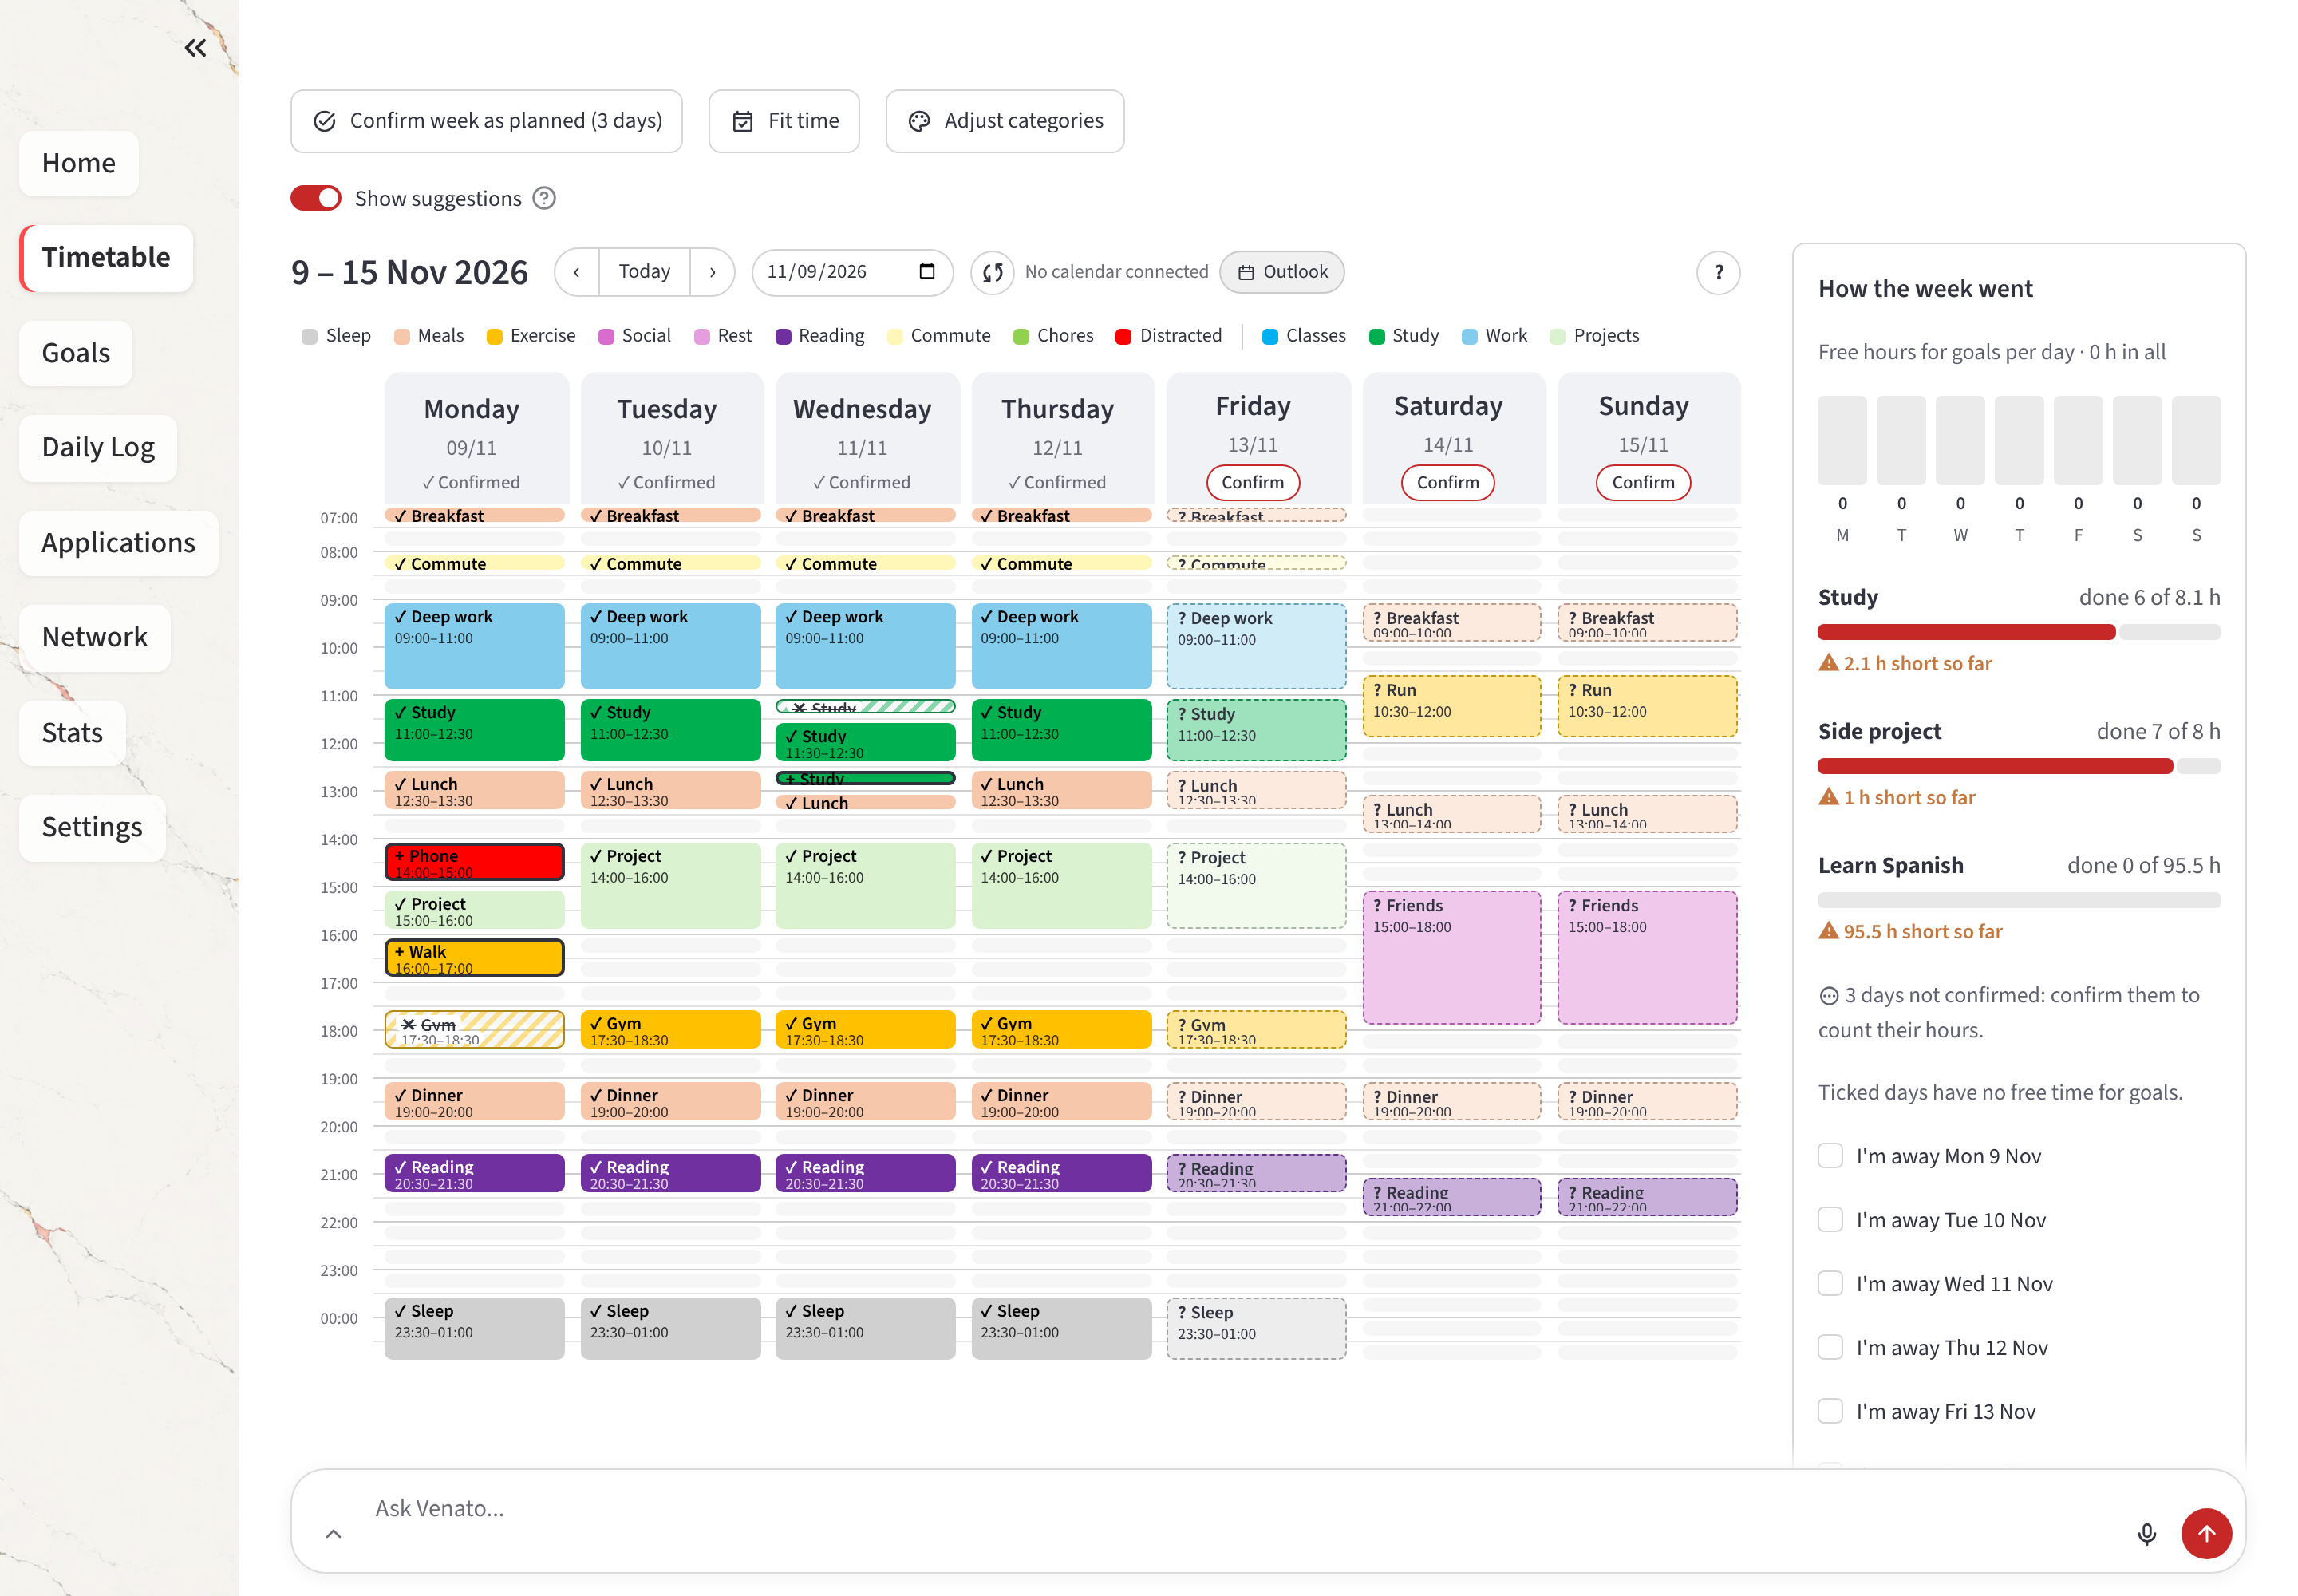 Home
Timetable
Goals
Daily Log
Applications
Network
Stats
Settings
Confirm week as planned (3 days)
Fit time
Adjust categories
Show suggestions ?
9 – 15 Nov 2026
‹ Today ›
11/09/2026
No calendar connected
Outlook
?
Sleep Meals Exercise Social Rest Reading Commute Chores Distracted Classes Study Work Projects
Monday
09/11
✓ Confirmed
Tuesday
10/11
✓ Confirmed
Wednesday
11/11
✓ Confirmed
Thursday
12/11
✓ Confirmed
Friday
13/11
Confirm
Saturday
14/11
Confirm
Sunday
15/11
Confirm
07:00
08:00
09:00
10:00
11:00
12:00
13:00
14:00
15:00
16:00
17:00
18:00
19:00
20:00
21:00
22:00
23:00
00:00
✓ Breakfast
✓ Commute
✓ Deep work
09:00–11:00
✓ Study
11:00–12:30
✓ Lunch
12:30–13:30
+ Phone
14:00–15:00
✓ Project
15:00–16:00
+ Walk
16:00–17:00
✕ Gym
17:30–18:30
✓ Dinner
19:00–20:00
✓ Reading
20:30–21:30
✓ Sleep
23:30–01:00
✓ Breakfast
✓ Commute
✓ Deep work
09:00–11:00
✓ Study
11:00–12:30
✓ Lunch
12:30–13:30
✓ Project
14:00–16:00
✓ Gym
17:30–18:30
✓ Dinner
19:00–20:00
✓ Reading
20:30–21:30
✓ Sleep
23:30–01:00
✓ Breakfast
✓ Commute
✓ Deep work
09:00–11:00
✕ Study
✓ Study
11:30–12:30
+ Study
✓ Lunch
✓ Project
14:00–16:00
✓ Gym
17:30–18:30
✓ Dinner
19:00–20:00
✓ Reading
20:30–21:30
✓ Sleep
23:30–01:00
✓ Breakfast
✓ Commute
✓ Deep work
09:00–11:00
✓ Study
11:00–12:30
✓ Lunch
12:30–13:30
✓ Project
14:00–16:00
✓ Gym
17:30–18:30
✓ Dinner
19:00–20:00
✓ Reading
20:30–21:30
✓ Sleep
23:30–01:00
? Breakfast
? Commute
? Deep work
09:00–11:00
? Study
11:00–12:30
? Lunch
12:30–13:30
? Project
14:00–16:00
? Gym
17:30–18:30
? Dinner
19:00–20:00
? Reading
20:30–21:30
? Sleep
23:30–01:00
? Breakfast
09:00–10:00
? Run
10:30–12:00
? Lunch
13:00–14:00
? Friends
15:00–18:00
? Dinner
19:00–20:00
? Reading
21:00–22:00
? Breakfast
09:00–10:00
? Run
10:30–12:00
? Lunch
13:00–14:00
? Friends
15:00–18:00
? Dinner
19:00–20:00
? Reading
21:00–22:00
How the week went
Free hours for goals per day · 0 h in all
0 0 0 0 0 0 0
M T W T F S S
Study done 6 of 8.1 h
2.1 h short so far
Side project done 7 of 8 h
1 h short so far
Learn Spanish done 0 of 95.5 h
95.5 h short so far
3 days not confirmed: confirm them to
count their hours.
Ticked days have no free time for goals.
I'm away Mon 9 Nov
I'm away Tue 10 Nov
I'm away Wed 11 Nov
I'm away Thu 12 Nov
I'm away Fri 13 Nov
Ask Venato...